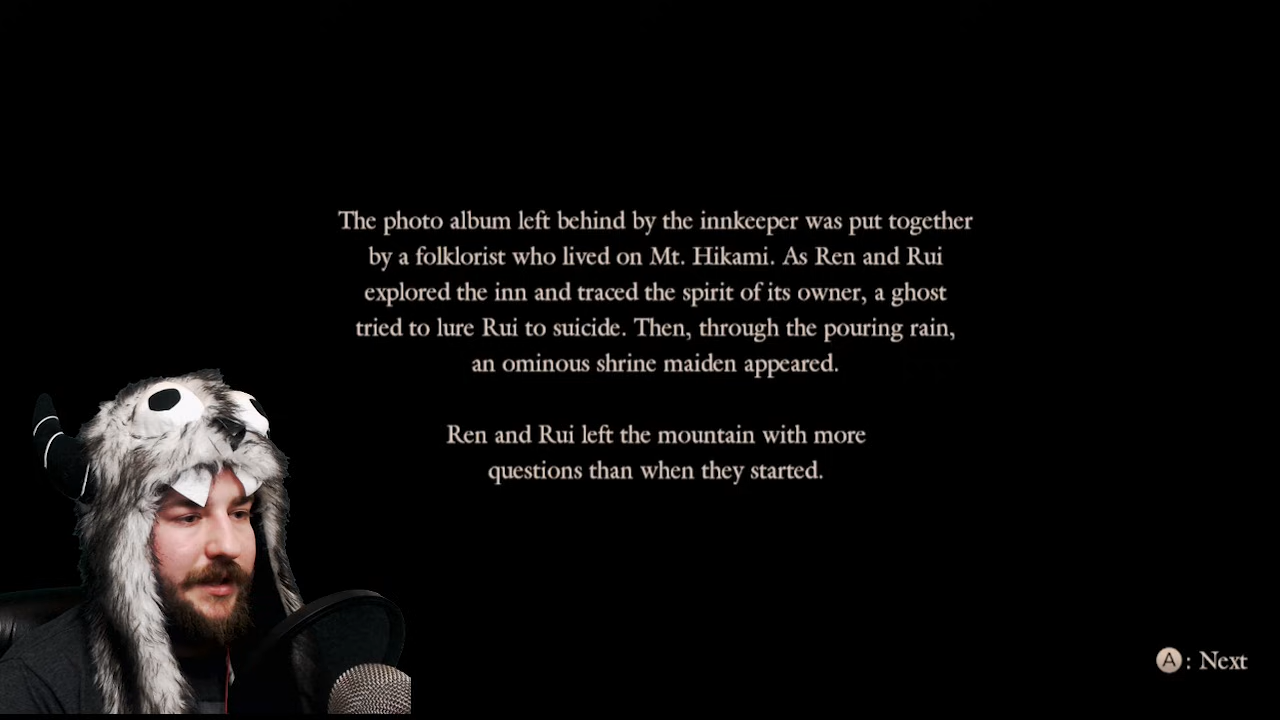 The photo album left behind by the innkeeper was put together
by a folklorist who lived on Mt. Hikami. As Ren and Rui
explored the inn and traced the spirit of its owner, a ghost
tried to lure Rui to suicide. Then, through the pouring rain,
an ominous shrine maiden appeared.
Ren and Rui left the mountain with more
questions than when they started.
A : Next